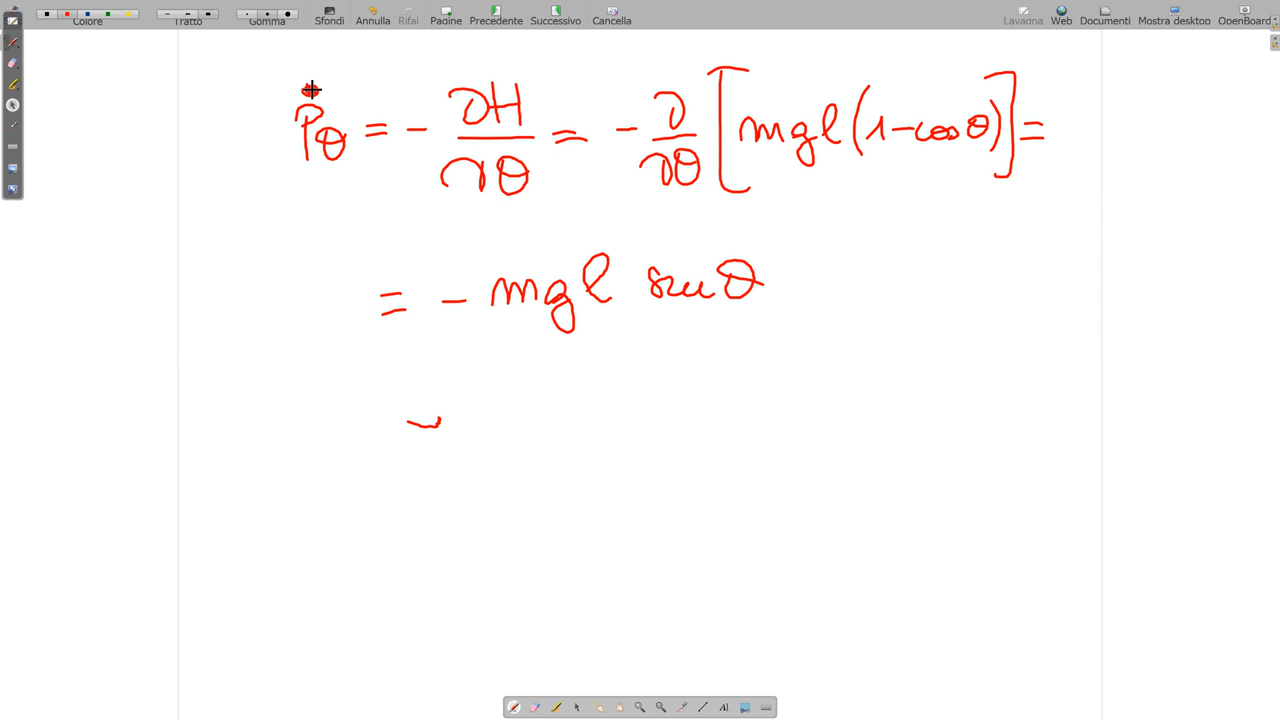 Sfondi Annulla Rifai Pagine Precedente Successivo Cancella Lavagna Web Documenti Mostra desktop OpenBoard
Colore Tratto Gomma
ṗθ = - ∂H/∂θ = - ∂/∂θ [mgl(1-cosθ)] =
= - mgl sinθ
AI